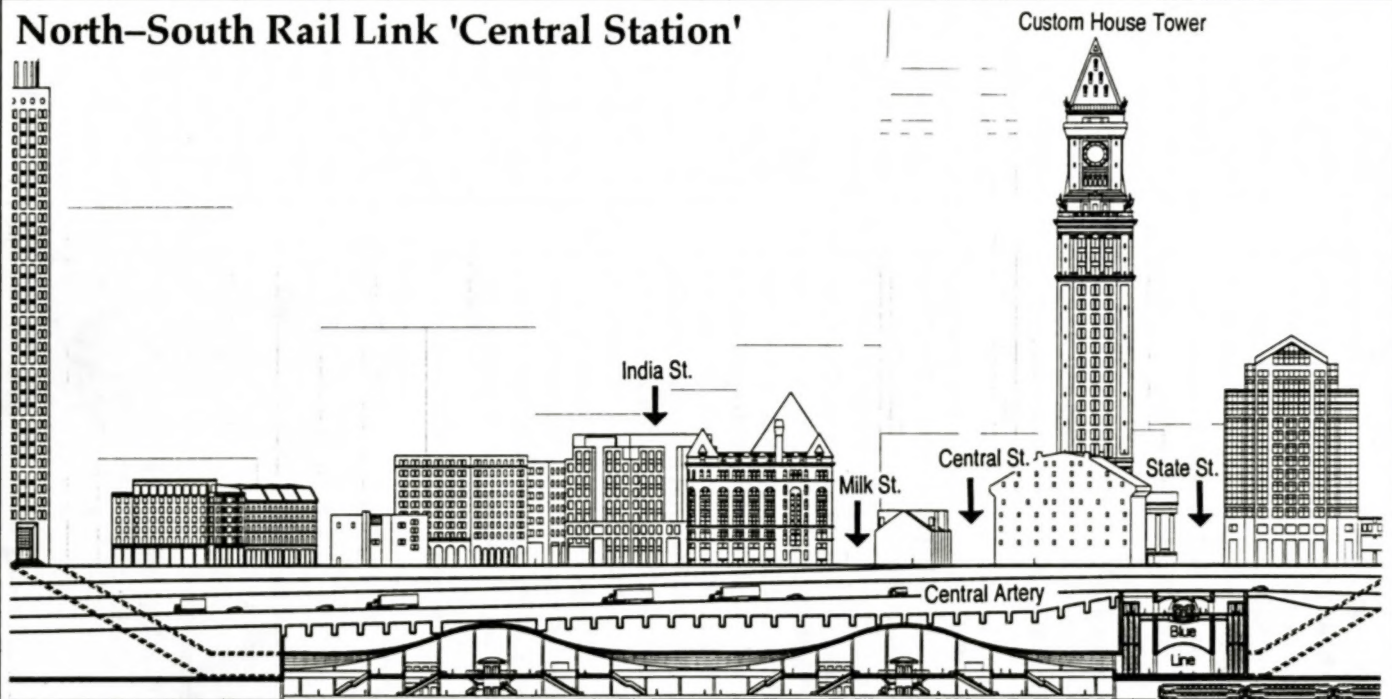 North–South Rail Link 'Central Station'
Custom House Tower
India St.
Central St.
State St.
Milk St.
Central Artery
Blue
Line